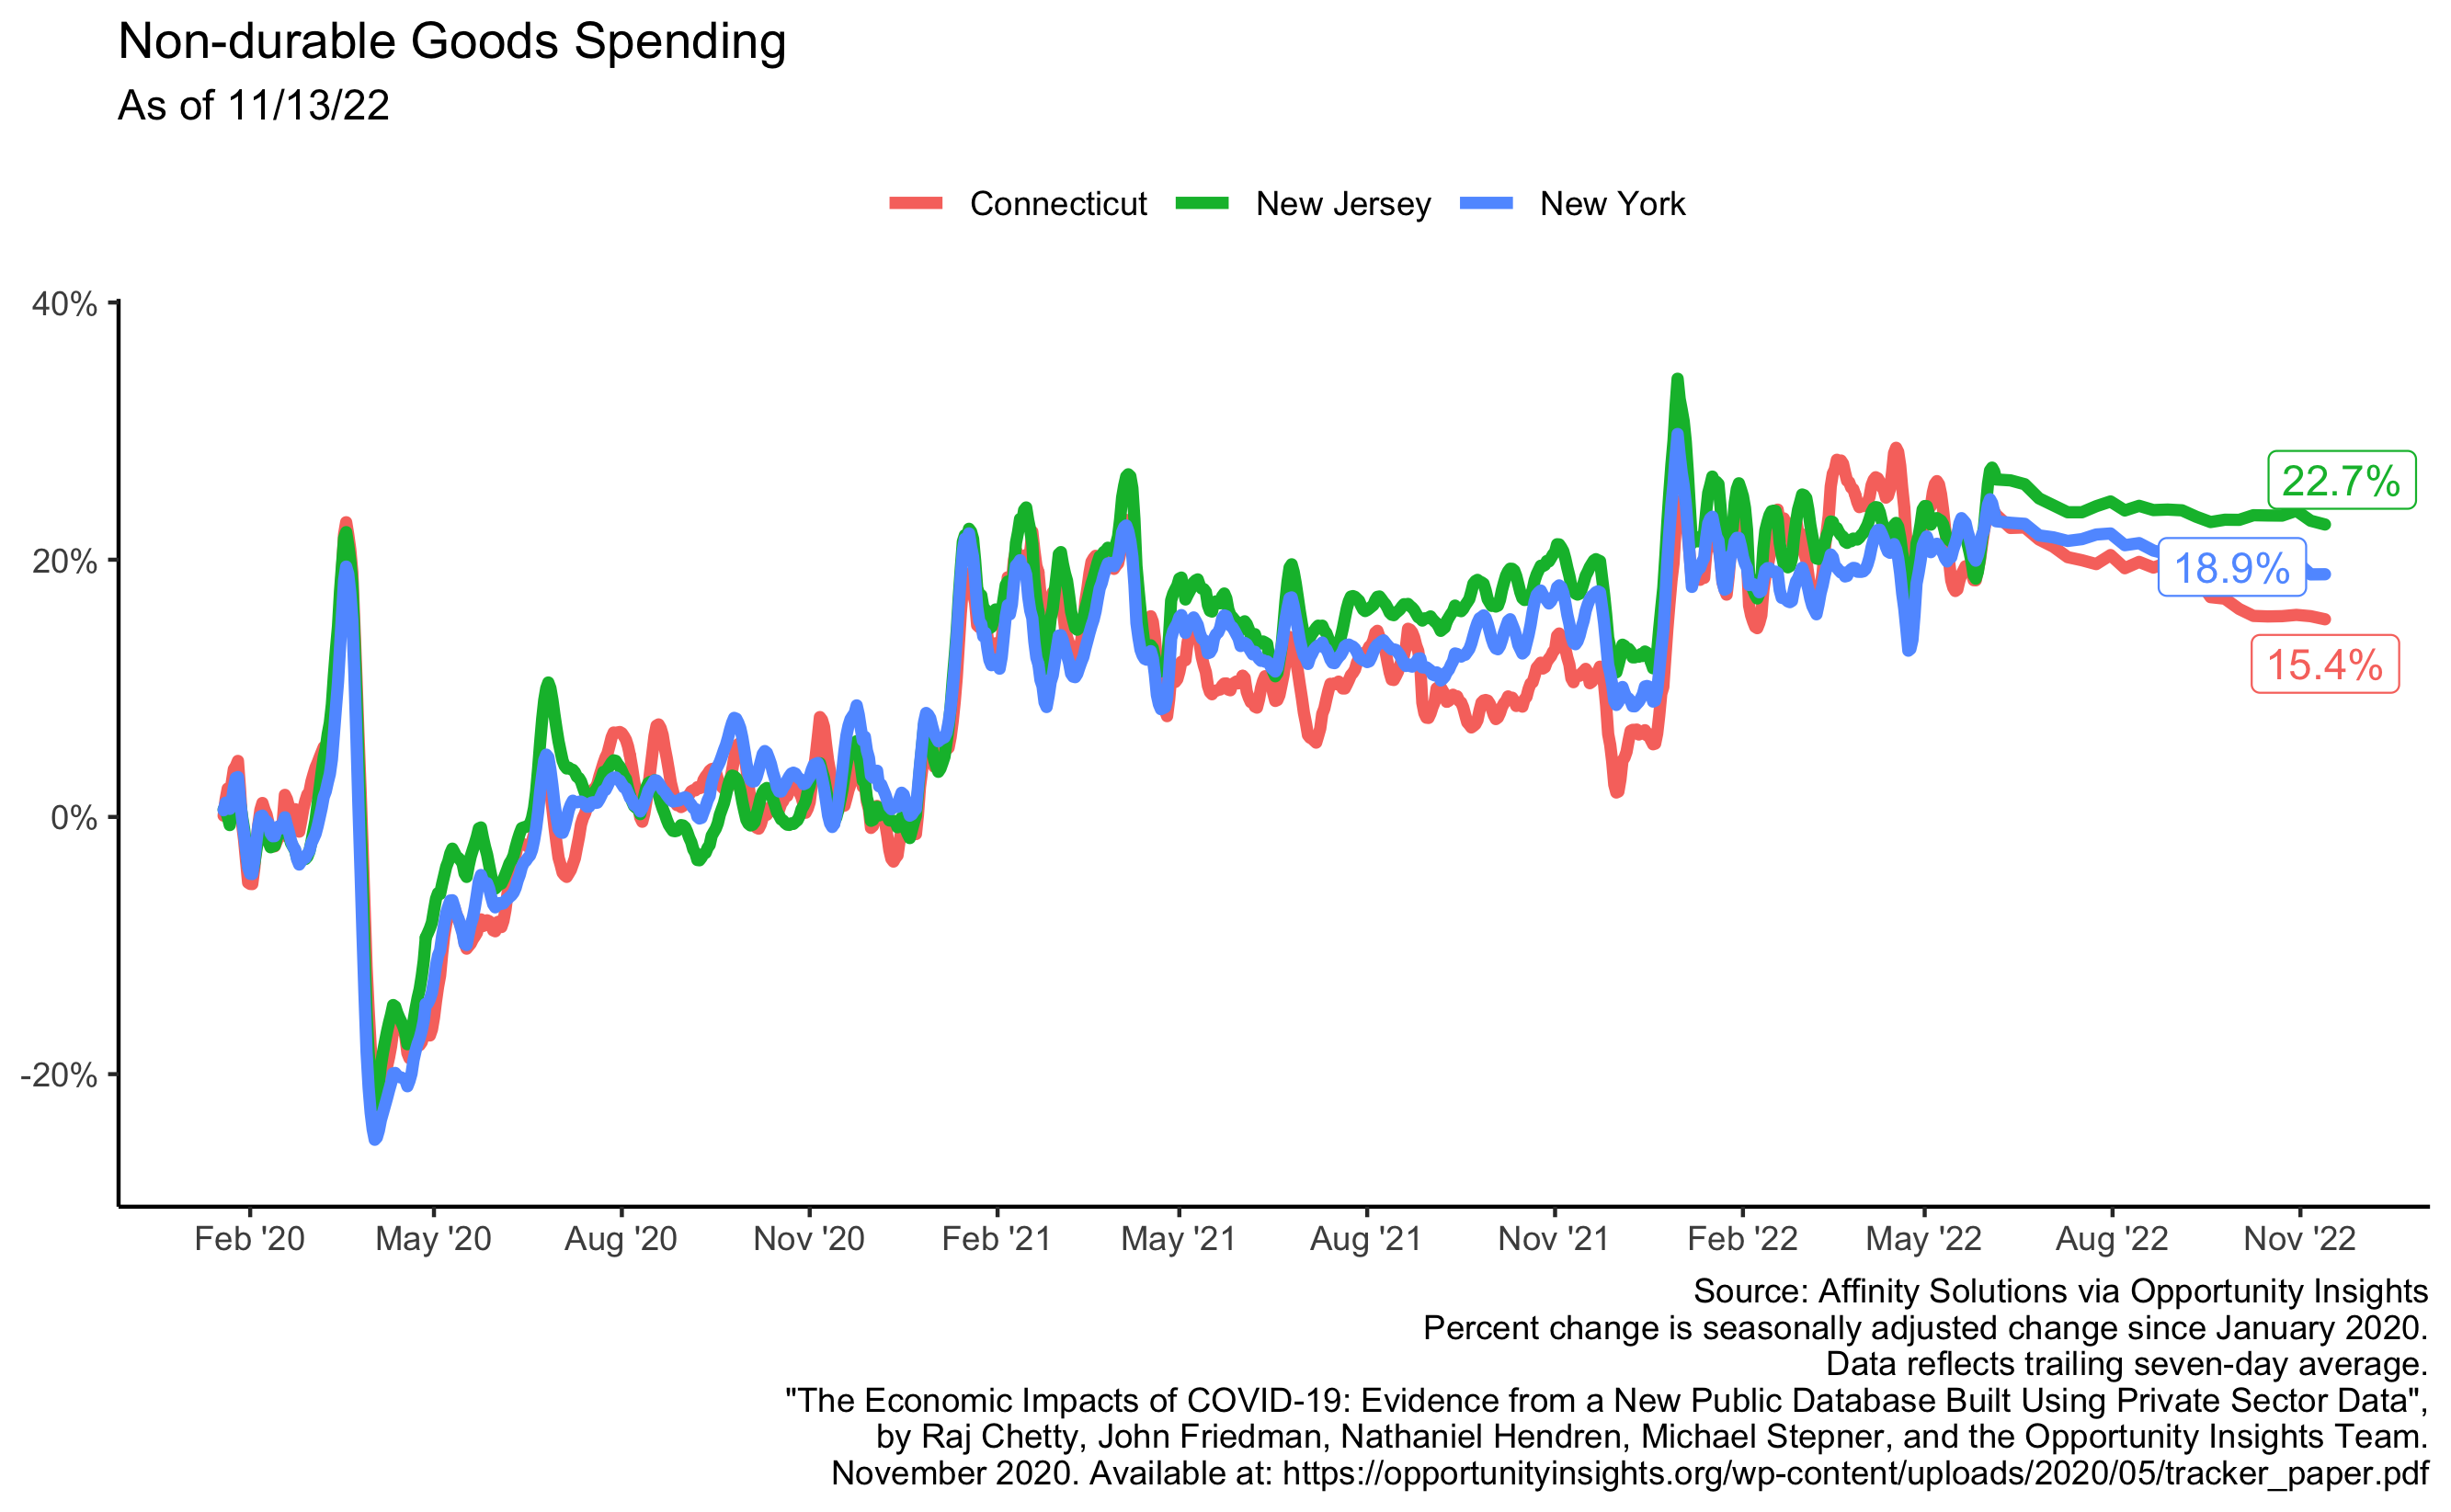 Non-durable Goods Spending
As of 11/13/22
Connecticut New Jersey New York
40%
20%
0%
-20%
22.7%
18.9%
15.4%
Feb '20 May '20 Aug '20 Nov '20 Feb '21 May '21 Aug '21 Nov '21 Feb '22 May '22 Aug '22 Nov '22
Source: Affinity Solutions via Opportunity Insights
Percent change is seasonally adjusted change since January 2020.
Data reflects trailing seven-day average.
"The Economic Impacts of COVID-19: Evidence from a New Public Database Built Using Private Sector Data",
by Raj Chetty, John Friedman, Nathaniel Hendren, Michael Stepner, and the Opportunity Insights Team.
November 2020. Available at: https://opportunityinsights.org/wp-content/uploads/2020/05/tracker_paper.pdf